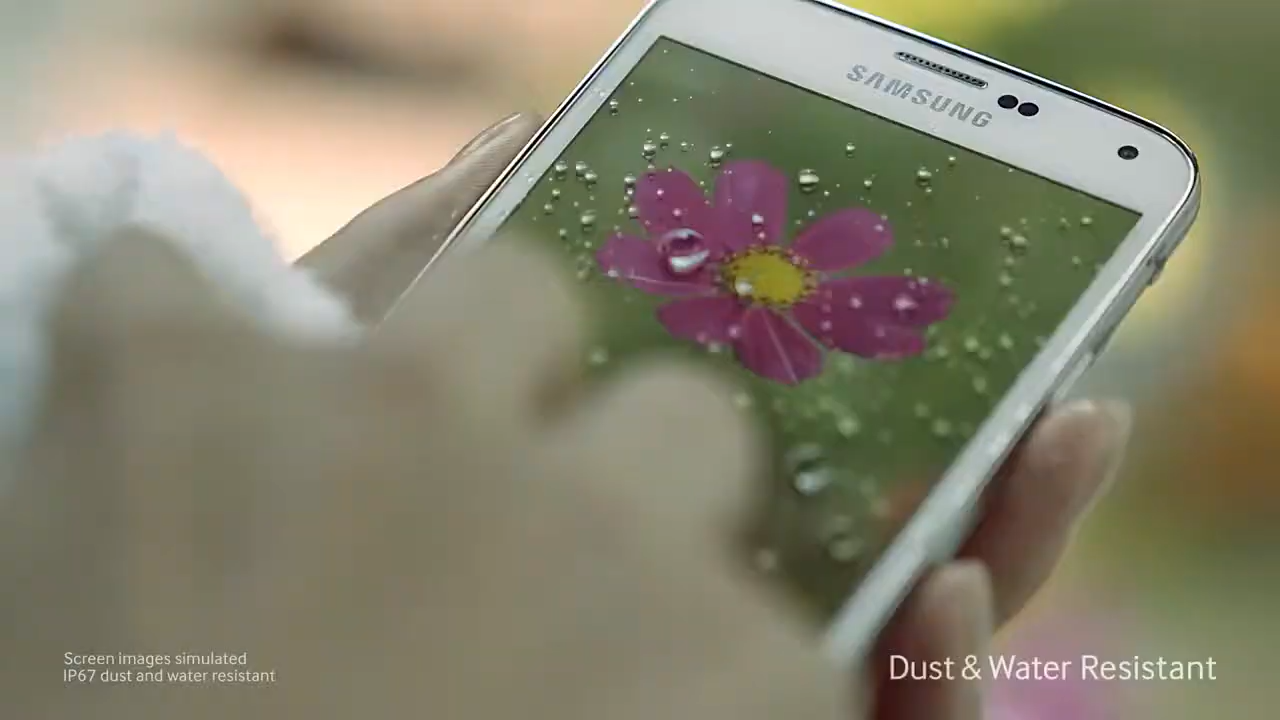 SAMSUNG
Screen images simulated
IP67 dust and water resistant
Dust & Water Resistant